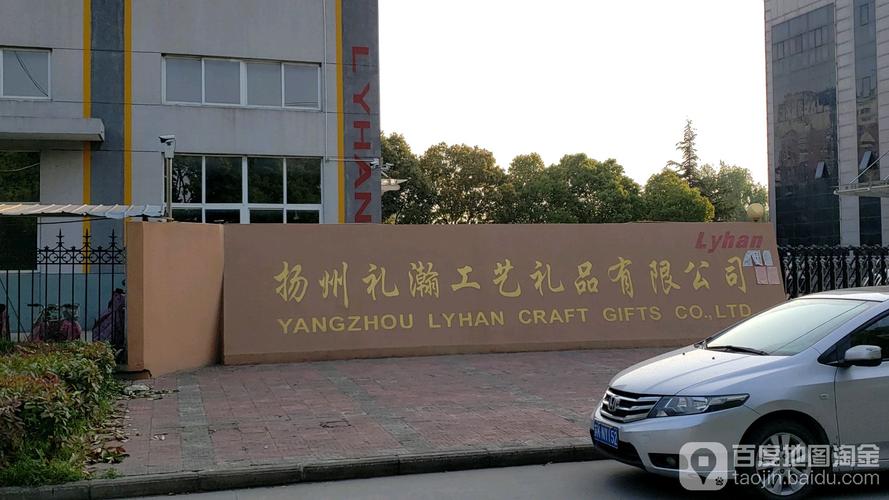 LYHAN
Lyhan
扬州礼瀚工艺礼品有限公司
YANGZHOU LYHAN CRAFT GIFTS CO.,LTD
百度地图淘金
taojin.baidu.com